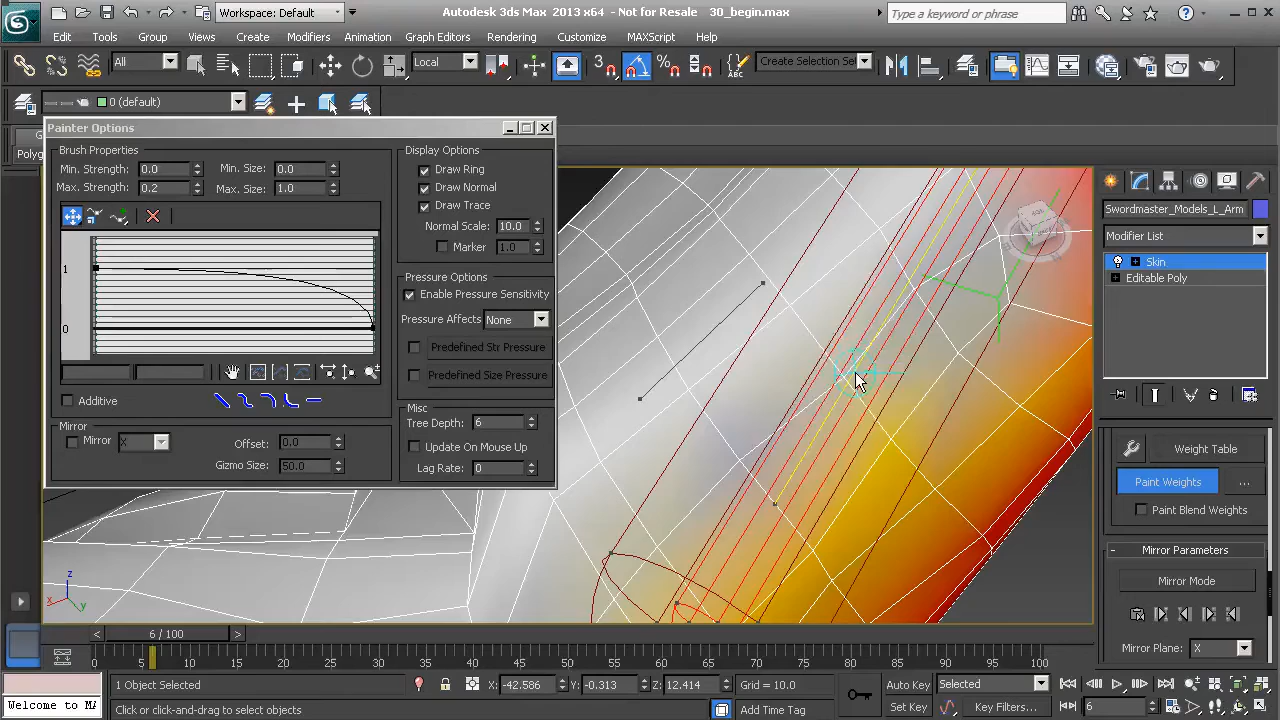 Workspace: Default
Autodesk 3ds Max 2013 x64 - Not for Resale 30_begin.max
Type a keyword or phrase
Edit Tools Group Views Create Modifiers Animation Graph Editors Rendering Customize MAXScript Help
All
Local
3
Create Selection Se
0 (default)
Painter Options
Polyg
Brush Properties
Min. Strength: 0.0 Min. Size: 0.0
Max. Strength: 0.2 Max. Size: 1.0
1
0
Additive
Mirror
Mirror X Offset: 0.0
Gizmo Size: 50.0
Display Options
Draw Ring
Draw Normal
Draw Trace
Normal Scale: 10.0
Marker 1.0
Pressure Options
Enable Pressure Sensitivity
Pressure Affects None
Predefined Str Pressure
Predefined Size Pressure
Misc
Tree Depth: 6
Update On Mouse Up
Lag Rate: 0
Swordmaster_Models_L_Arm
Modifier List
Skin
Editable Poly
Weight Table
Paint Weights ...
Paint Blend Weights
Mirror Parameters
Mirror Mode
Mirror Plane: X
z
x y
< 6 / 100 >
0 5 10 15 20 25 30 35 40 45 50 55 60 65 70 75 80 85 90 95 100
1 Object Selected X: -42.586 Y: -0.313 Z: 12.414 Grid = 10.0 Auto Key Selected
Welcome to MA Click or click-and-drag to select objects Add Time Tag Set Key Key Filters... 6